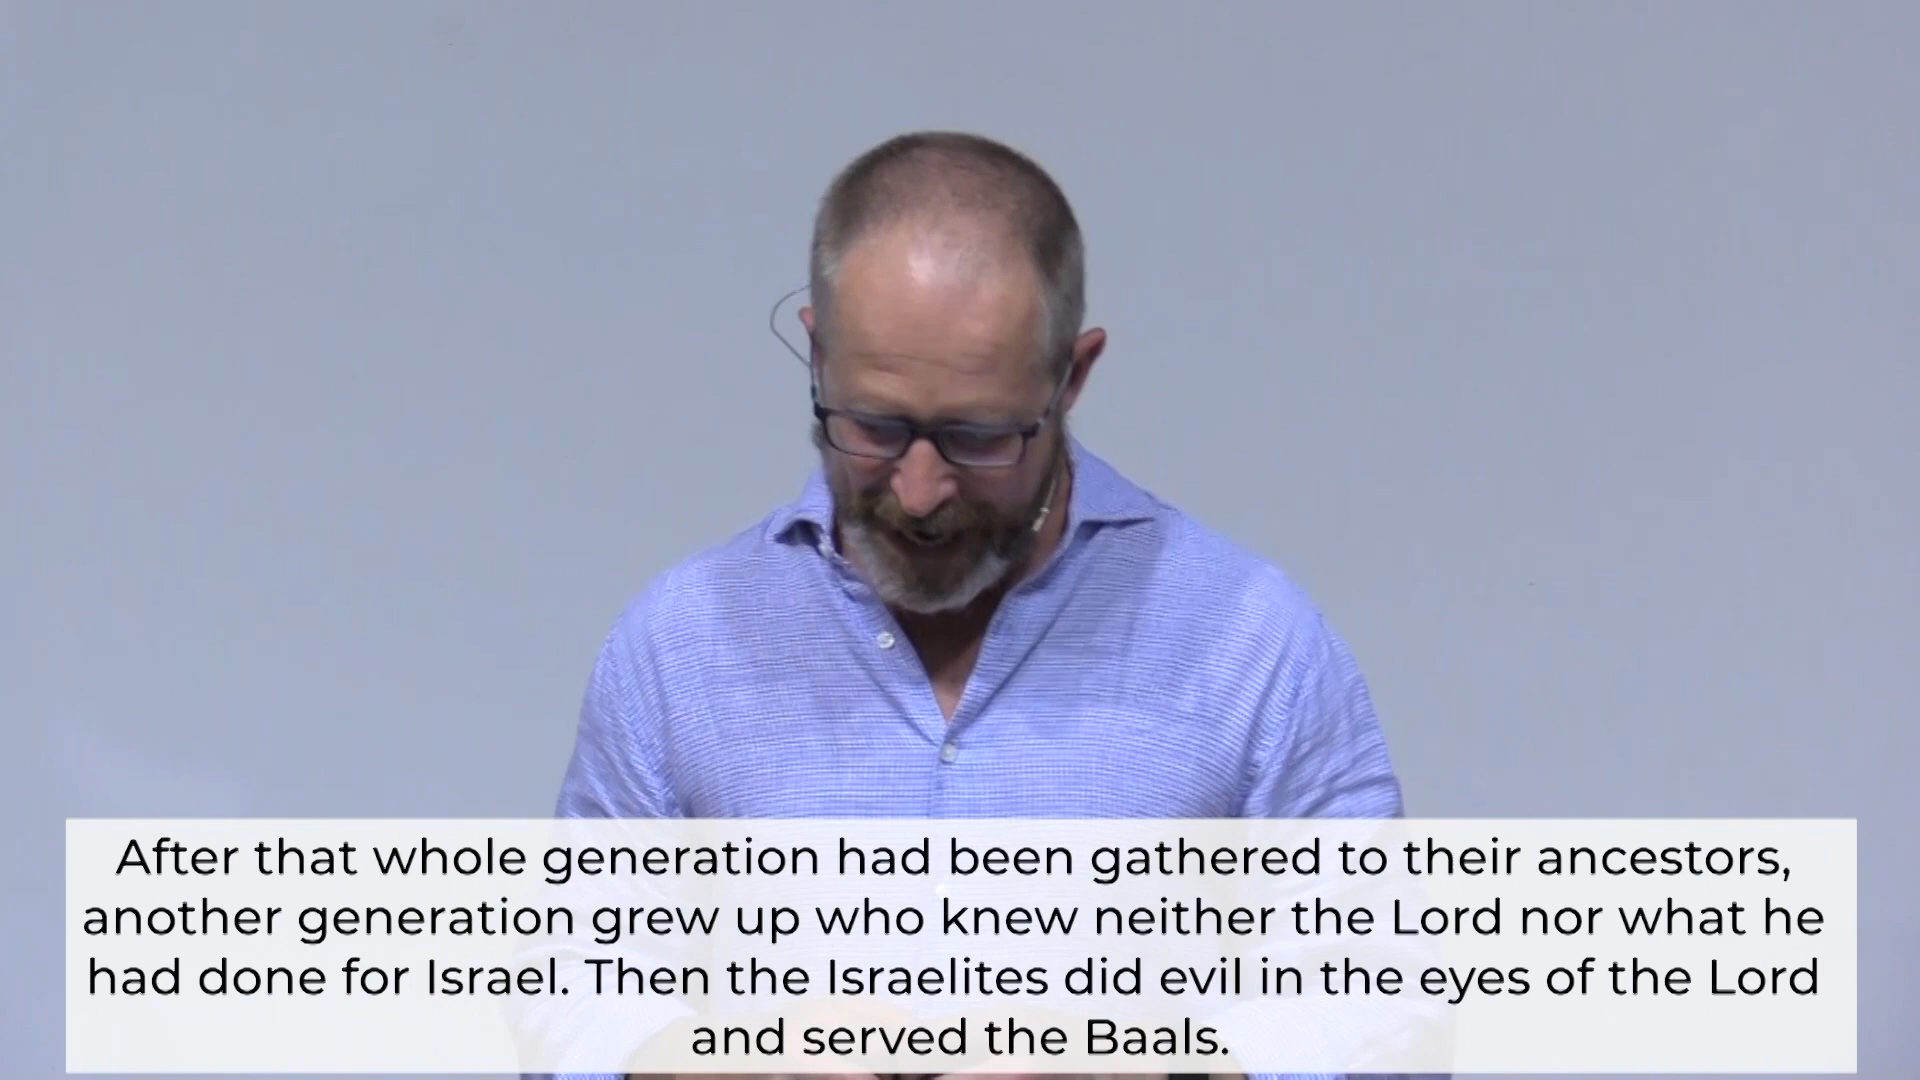 After that whole generation had been gathered to their ancestors,
another generation grew up who knew neither the Lord nor what he
had done for Israel. Then the Israelites did evil in the eyes of the Lord
and served the Baals.